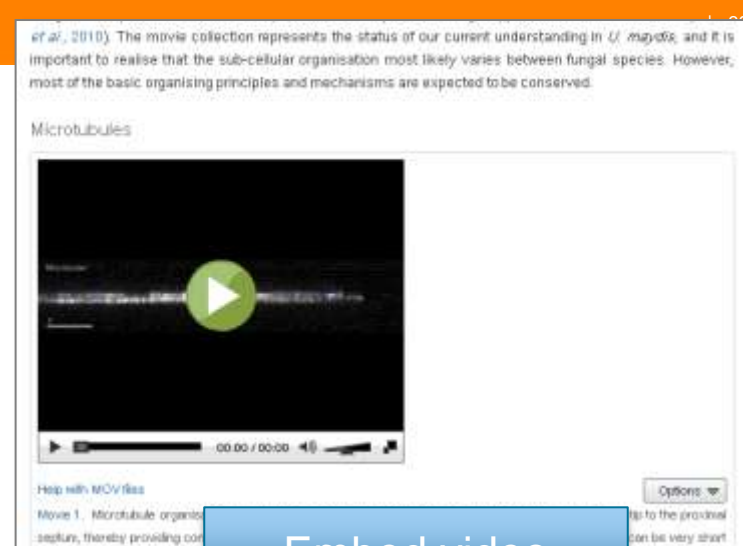 et al., 2010). The movie collection represents the status of our current understanding in U. maydis, and it is
important to realise that the sub-cellular organisation most likely varies between fungal species. However,
most of the basic organising principles and mechanisms are expected to be conserved.
Microtubules
00:00 / 00:00
Help with MOV files
Options
Movie 1. Microtubule tip to the proximal
septum, thereby providing can be very short
Embed video